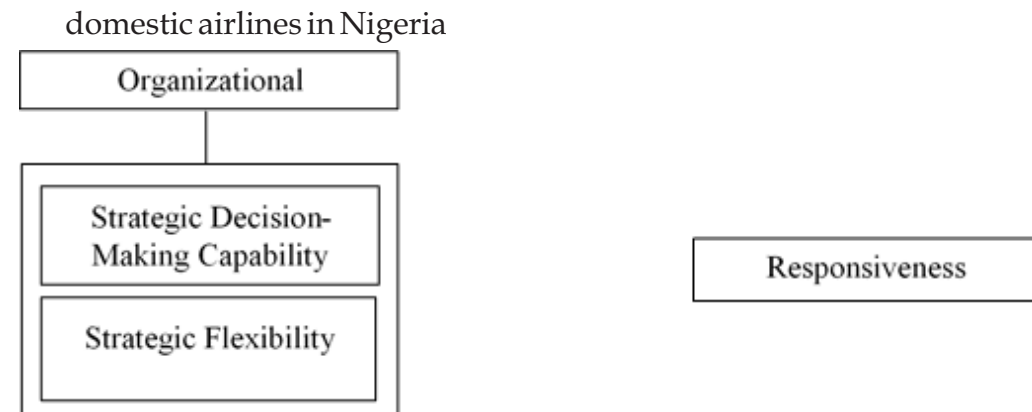 domestic airlines in Nigeria
Organizational
Strategic Decision-
Making Capability
Responsiveness
Strategic Flexibility